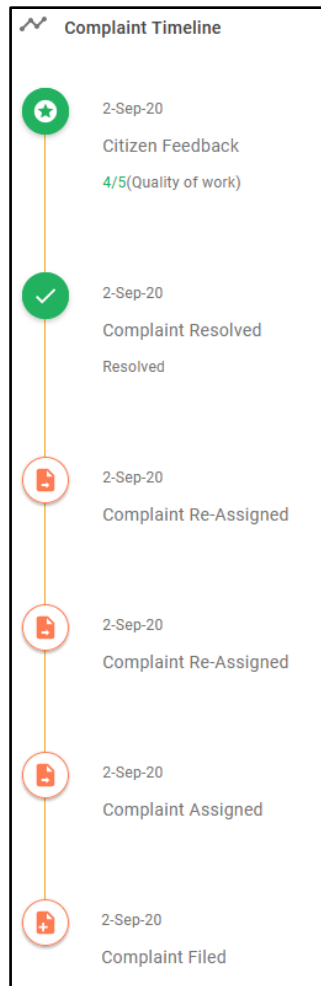 Complaint Timeline
2-Sep-20
Citizen Feedback
4/5(Quality of work)
2-Sep-20
Complaint Resolved
Resolved
2-Sep-20
Complaint Re-Assigned
2-Sep-20
Complaint Re-Assigned
2-Sep-20
Complaint Assigned
2-Sep-20
Complaint Filed